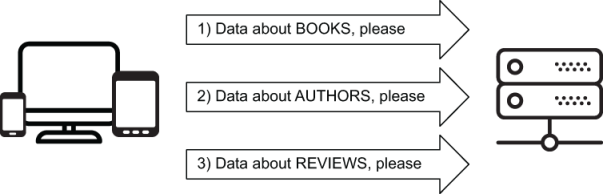 1) Data about BOOKS, please
2) Data about AUTHORS, please
3) Data about REVIEWS, please